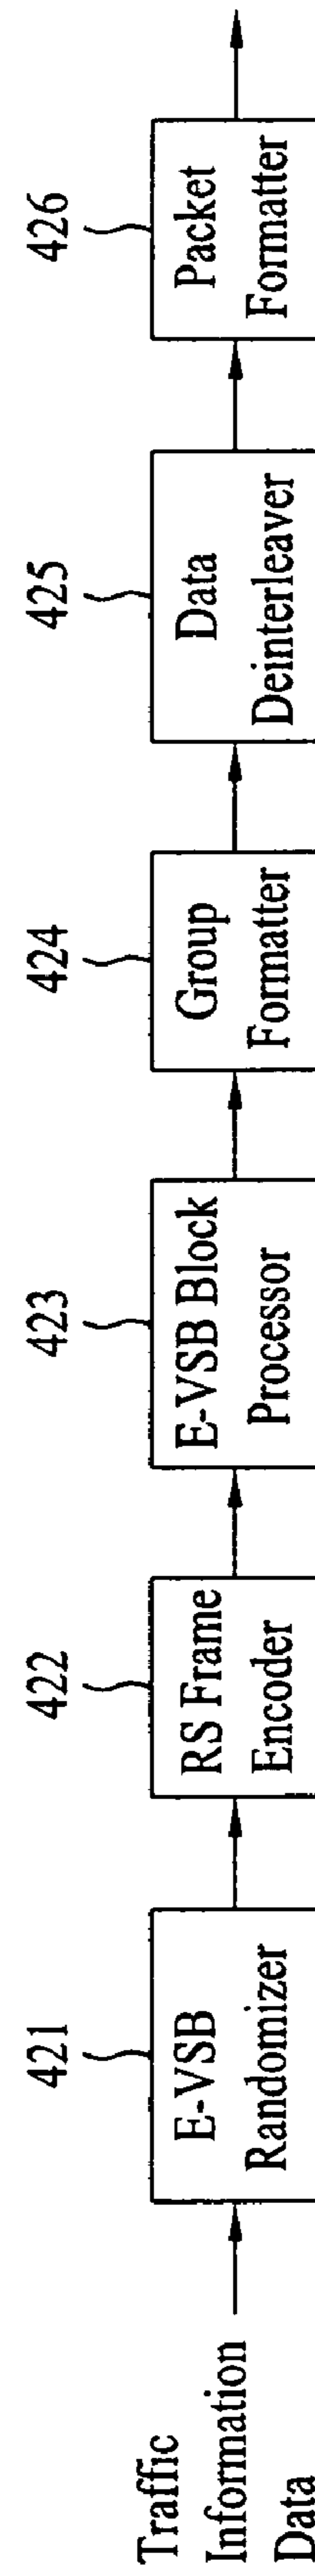 Traffic
Information
Data
421
E-VSB
Randomizer
422
RS Frame
Encoder
423
E-VSB Block
Processor
424
Group
Formatter
425
Data
Deinterleaver
426
Packet
Formatter